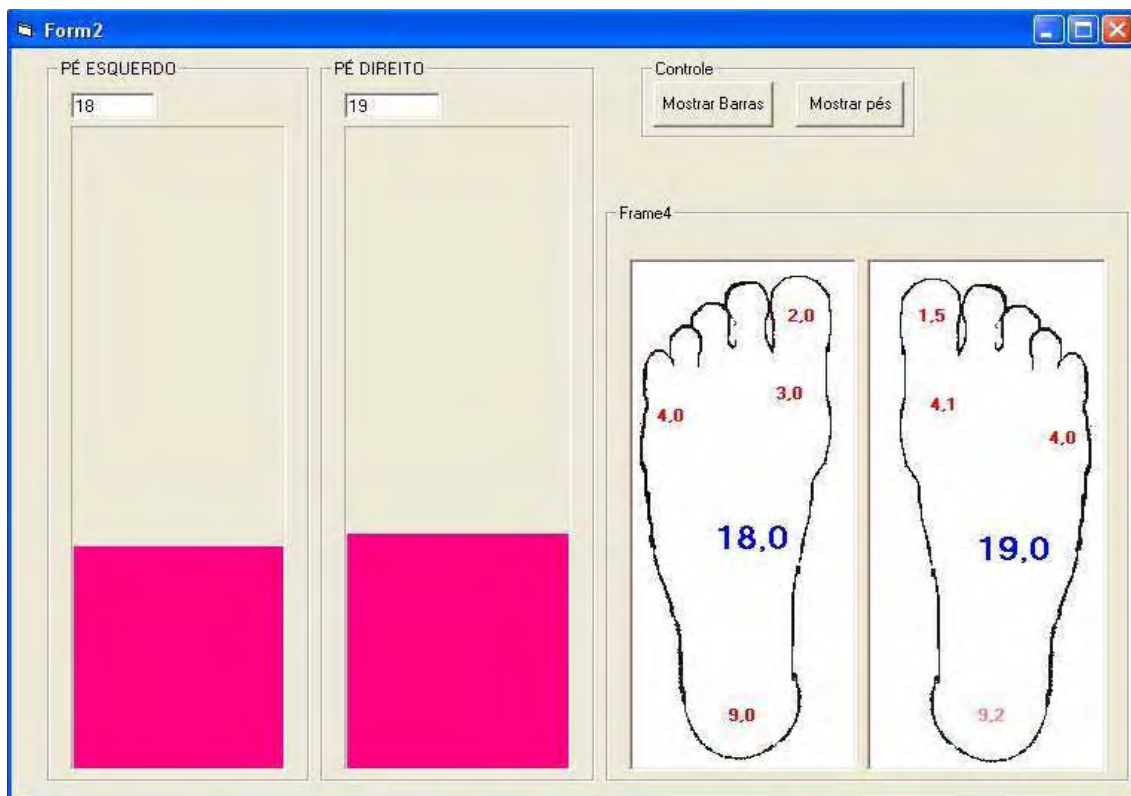 Form2
PÉ ESQUERDO
18
PÉ DIREITO
19
Controle
Mostrar Barras
Mostrar pés
Frame4
2,0
3,0
4,0
18,0
9,0
1,5
4,1
4,0
19,0
9,2